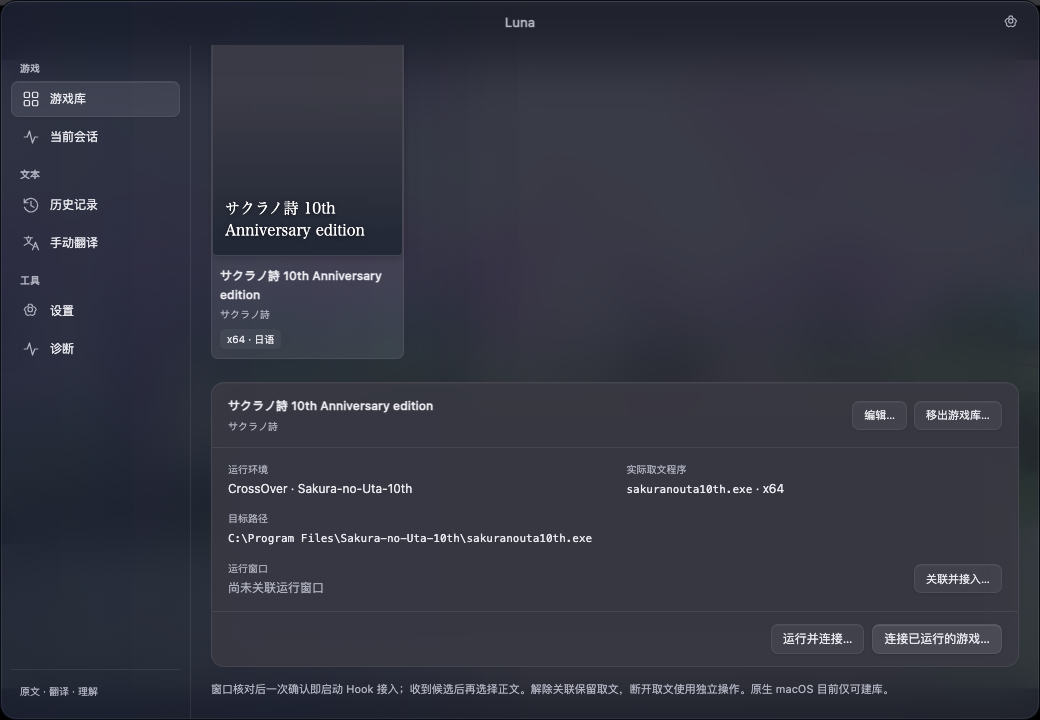 Luna
游戏
游戏库
当前会话
文本
历史记录
手动翻译
工具
设置
诊断
原文 · 翻译 · 理解
サクラノ詩 10th
Anniversary edition
サクラノ詩 10th Anniversary
edition
サクラノ詩
x64 · 日语
サクラノ詩 10th Anniversary edition
サクラノ詩
编辑...
移出游戏库...
运行环境
CrossOver · Sakura-no-Uta-10th
实际取文程序
sakuranouta10th.exe · x64
目标路径
C:\Program Files\Sakura-no-Uta-10th\sakuranouta10th.exe
运行窗口
尚未关联运行窗口
关联并接入...
运行并连接...
连接已运行的游戏...
窗口核对后一次确认即启动 Hook 接入；收到候选后再选择正文。解除关联保留取文，断开取文使用独立操作。原生 macOS 目前仅可建库。